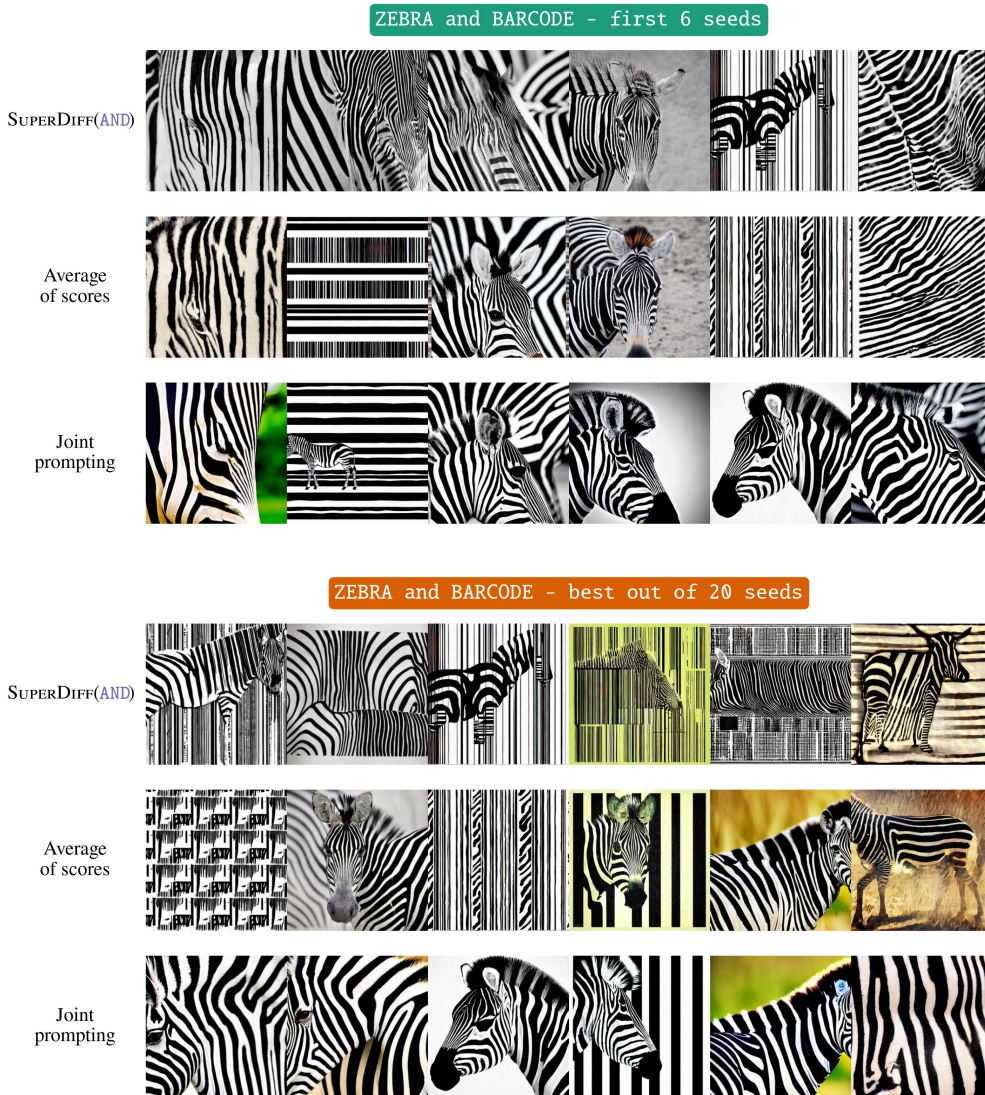 ZEBRA and BARCODE - first 6 seeds
SUPERDIFF(AND)
Average
of scores
Joint
prompting
ZEBRA and BARCODE - best out of 20 seeds
SUPERDIFF(AND)
Average
of scores
Joint
prompting